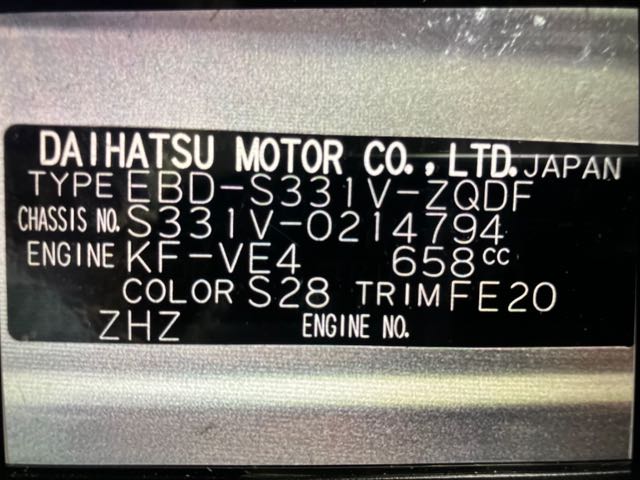 DAIHATSU MOTOR CO., LTD. JAPAN
TYPE EBD-S331V-ZQDF
CHASSIS NO. S331V-0214794
ENGINE KF-VE4 658cc
COLOR S28 TRIM FE20
ZHZ ENGINE NO.